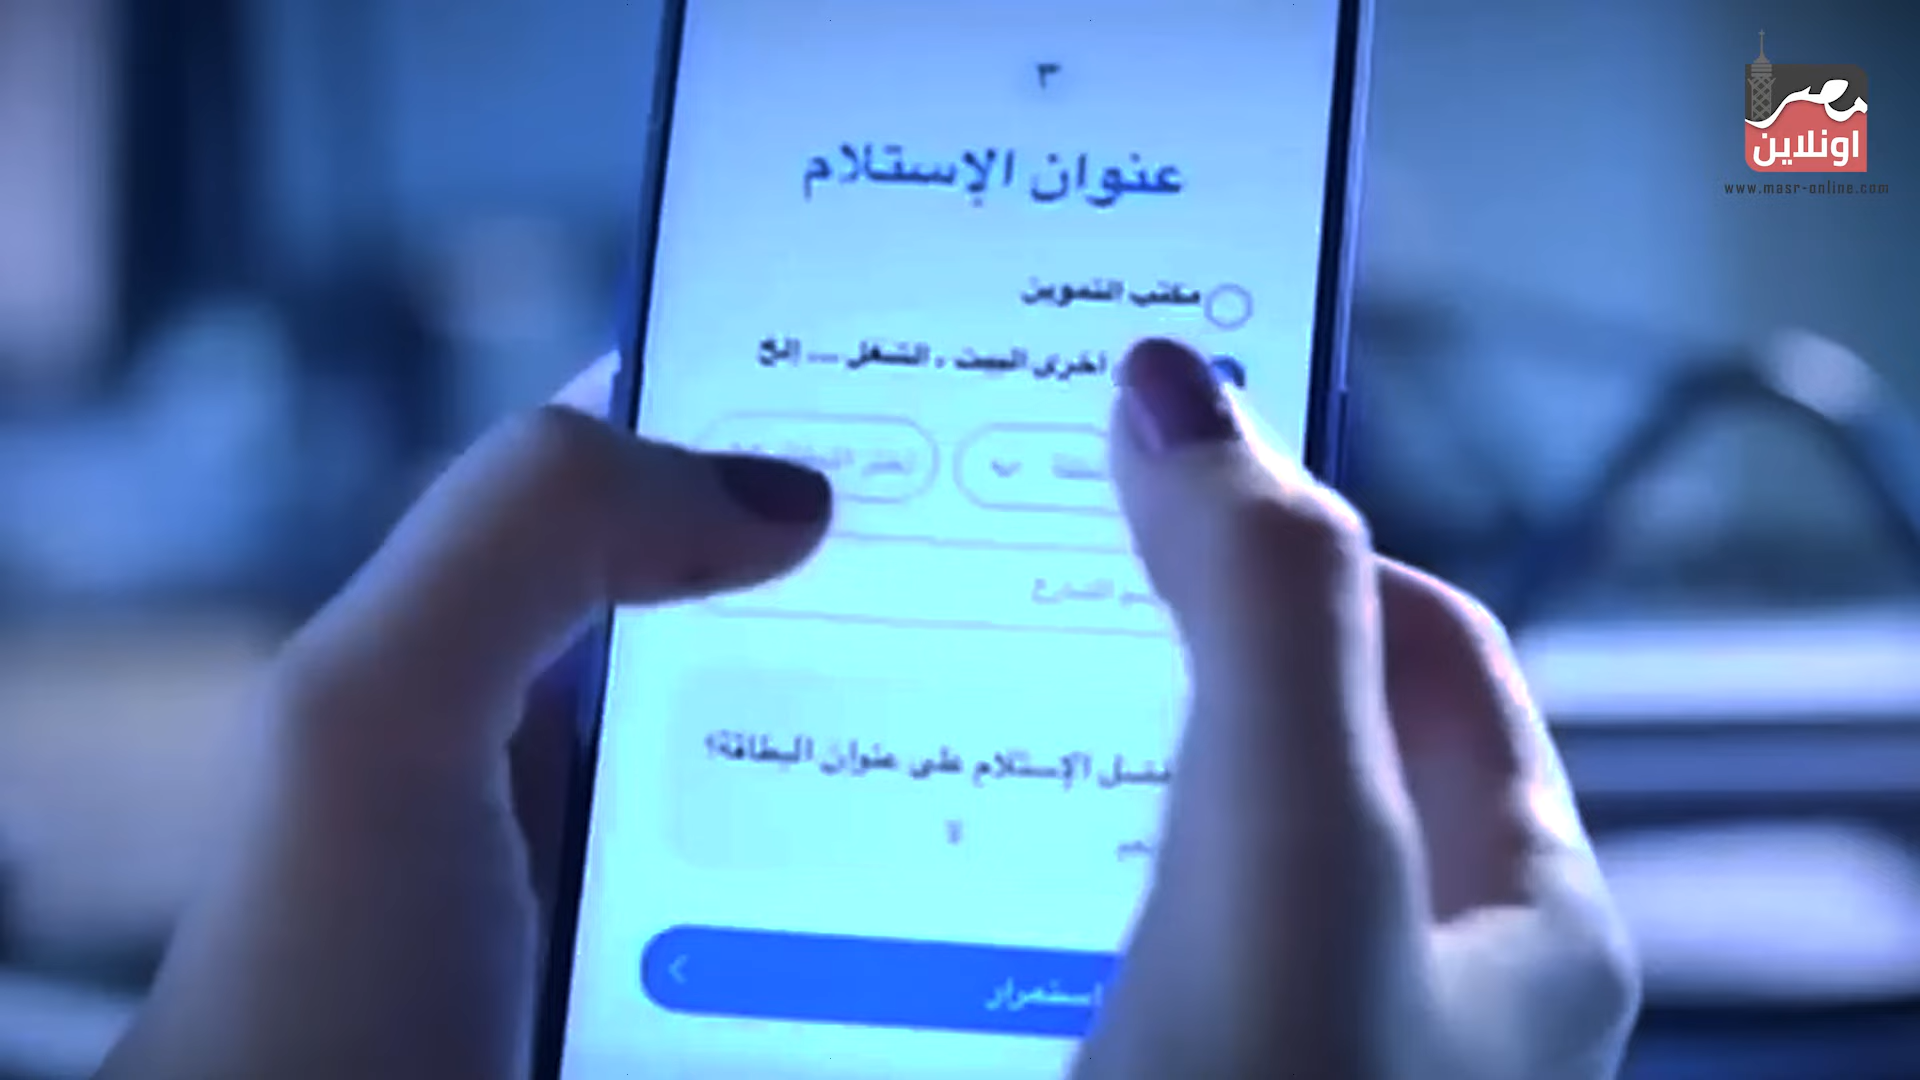 مصر
اونلاين
www.masr-online.com
٣
عنوان الإستلام
مكتب التموين
اخرى البيت ، الشغل .... إلخ
الإستلام على عنوان البطاقة؟
لا
استمرار